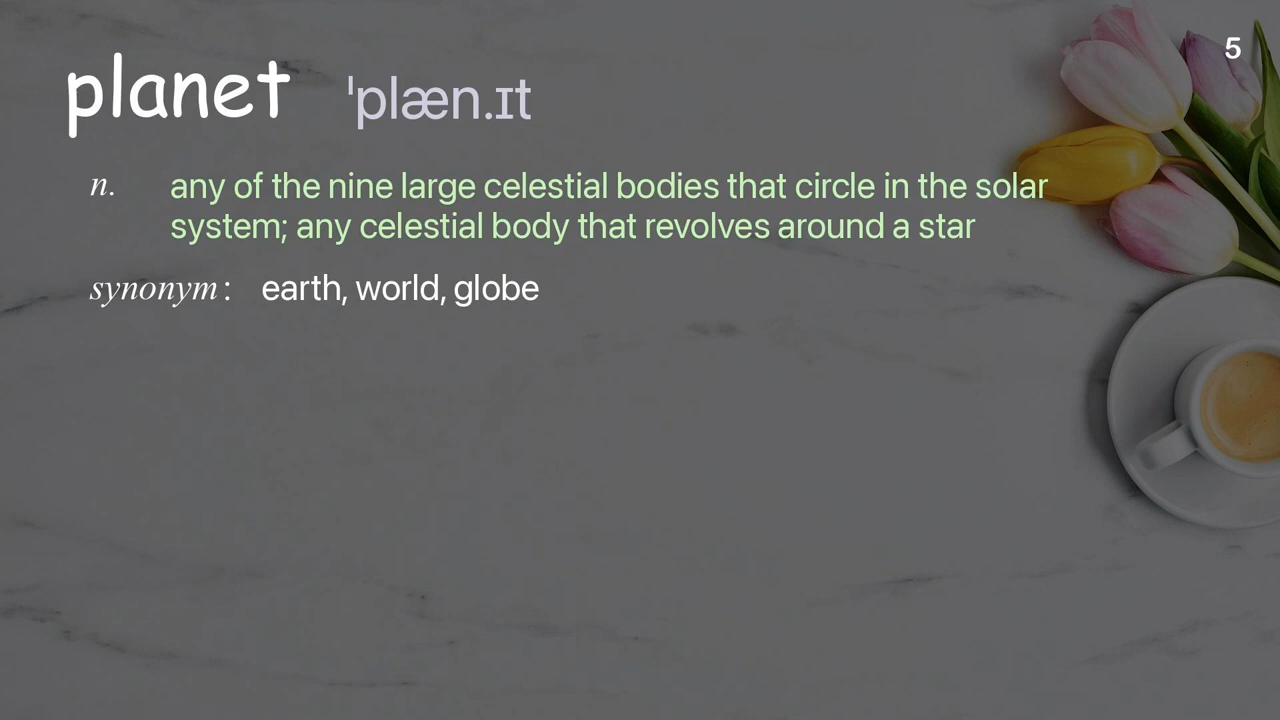 5
planet ˈplæn.ɪt
n. any of the nine large celestial bodies that circle in the solar
system; any celestial body that revolves around a star
synonym: earth, world, globe